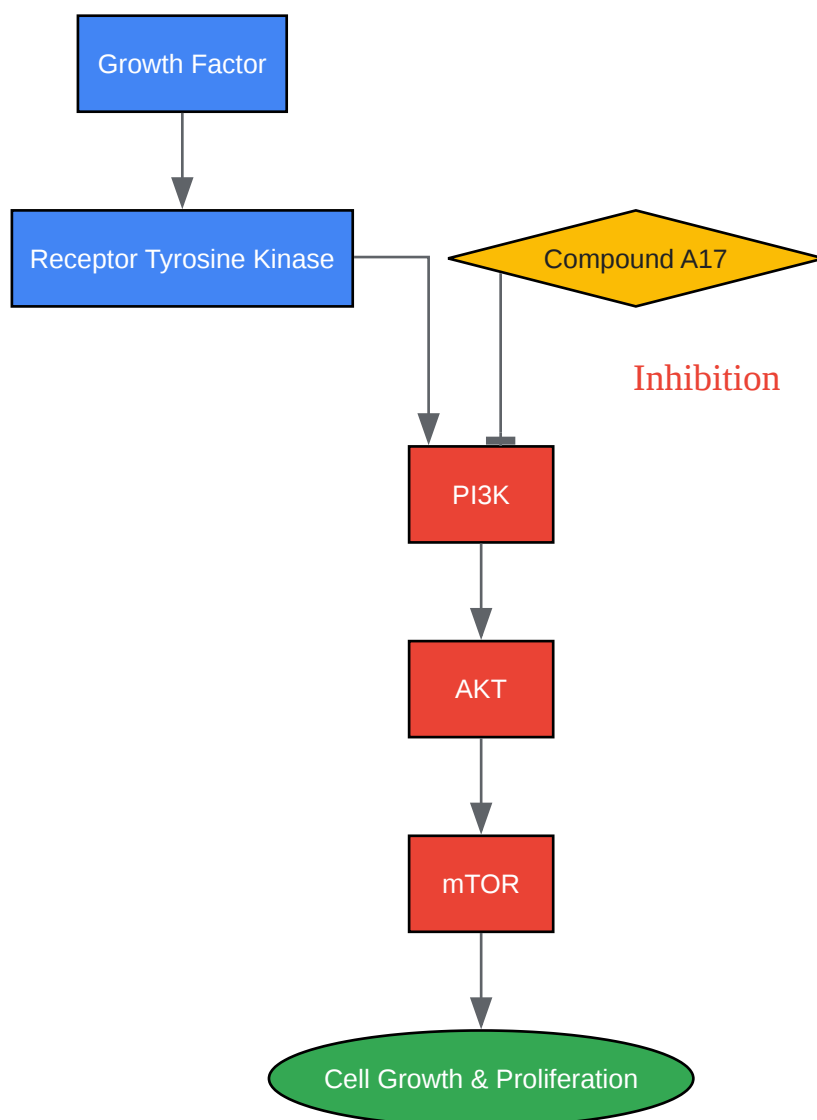 Growth Factor
Receptor Tyrosine Kinase
Compound A17
Inhibition
PI3K
AKT
mTOR
Cell Growth & Proliferation